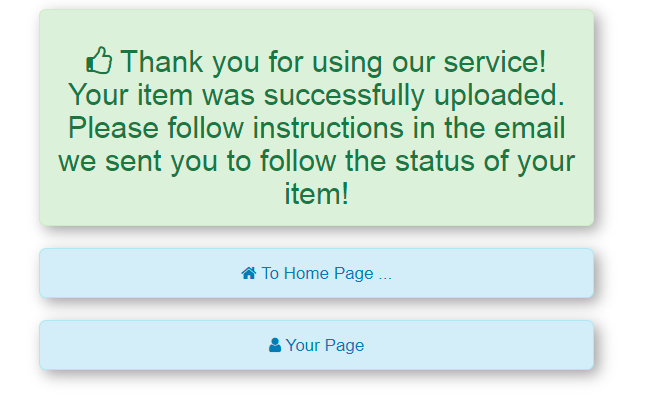 Thank you for using our service!
Your item was successfully uploaded.
Please follow instructions in the email
we sent you to follow the status of your
item!
To Home Page ...
Your Page